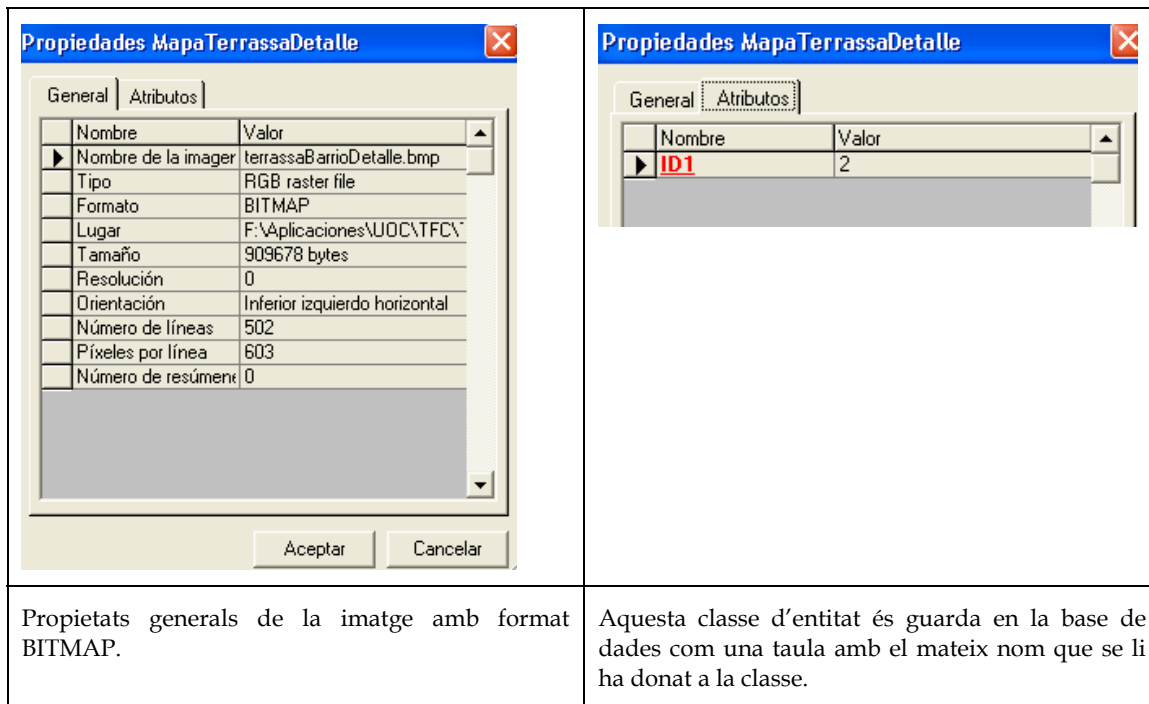 Propiedades MapaTerrassaDetalle
General Atributos
Nombre Valor
Nombre de la imager terrassaBarrioDetalle.bmp
Tipo RGB raster file
Formato BITMAP
Lugar F:\Aplicaciones\UOC\TFC\
Tamaño 909678 bytes
Resolución 0
Orientación Inferior izquierdo horizontal
Número de líneas 502
Píxeles por línea 603
Número de resúmene 0
Aceptar Cancelar
Propietats generals de la imatge amb format
BITMAP.
Propiedades MapaTerrassaDetalle
General Atributos
Nombre Valor
ID1 2
Aquesta classe d'entitat és guarda en la base de
dades com una taula amb el mateix nom que se li
ha donat a la classe.